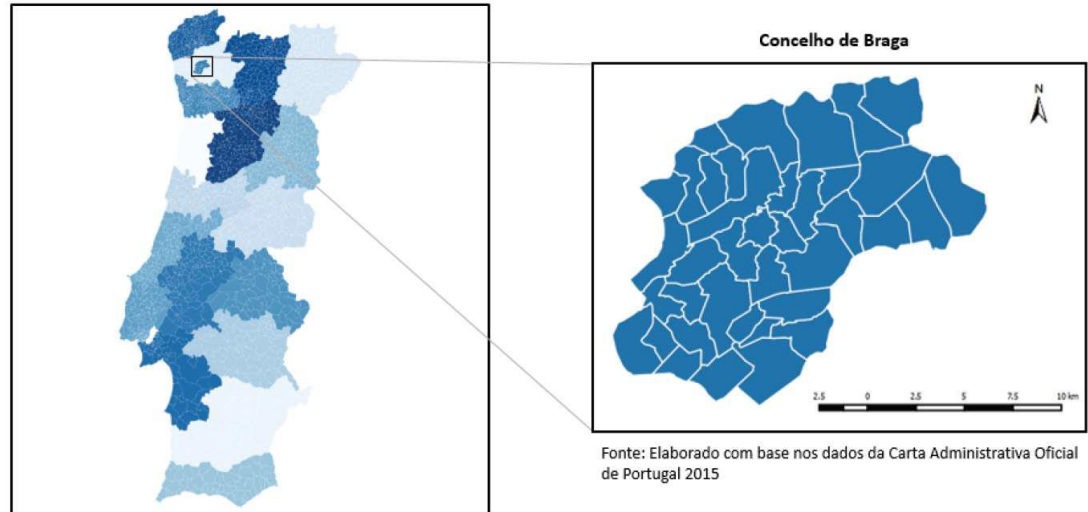 Concelho de Braga
N
2.5 0 2.5 5 7.5 10 km
Fonte: Elaborado com base nos dados da Carta Administrativa Oficial
de Portugal 2015